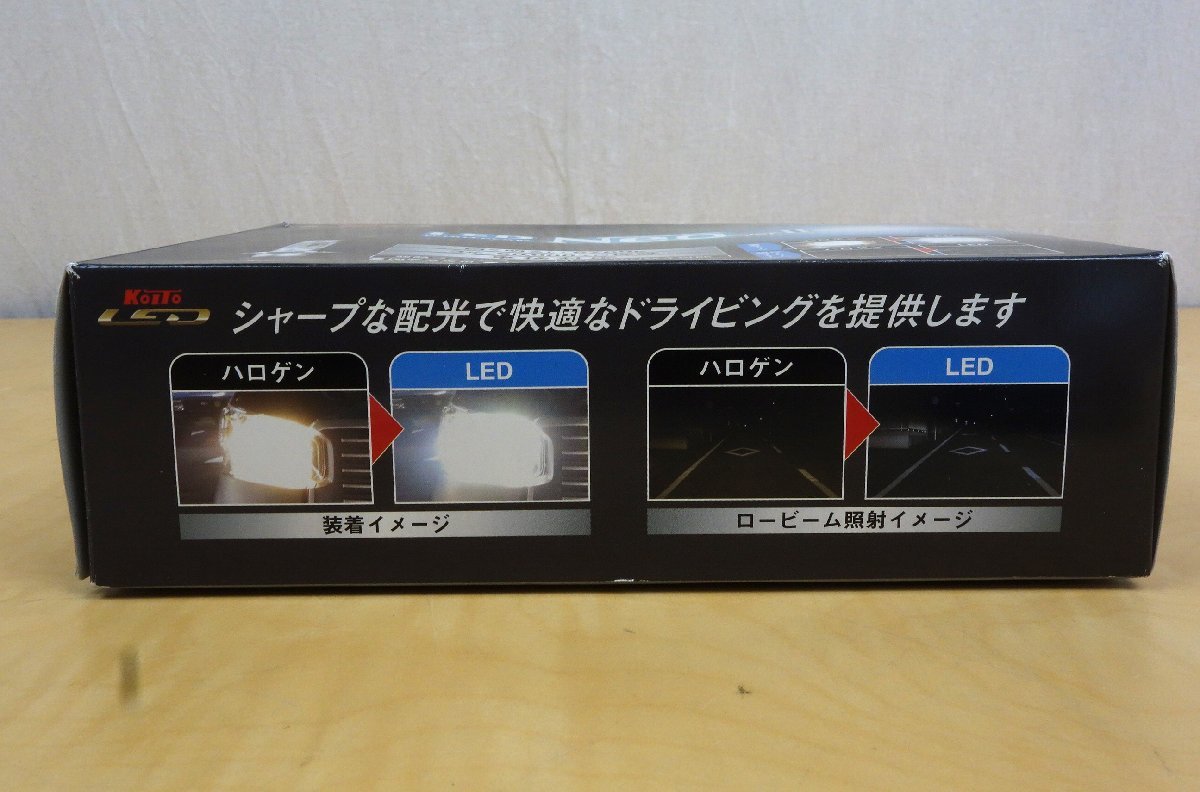 KOITO
LED
シャープな配光で快適なドライビングを提供します
ハロゲン
LED
ハロゲン
LED
装着イメージ
ロービーム照射イメージ